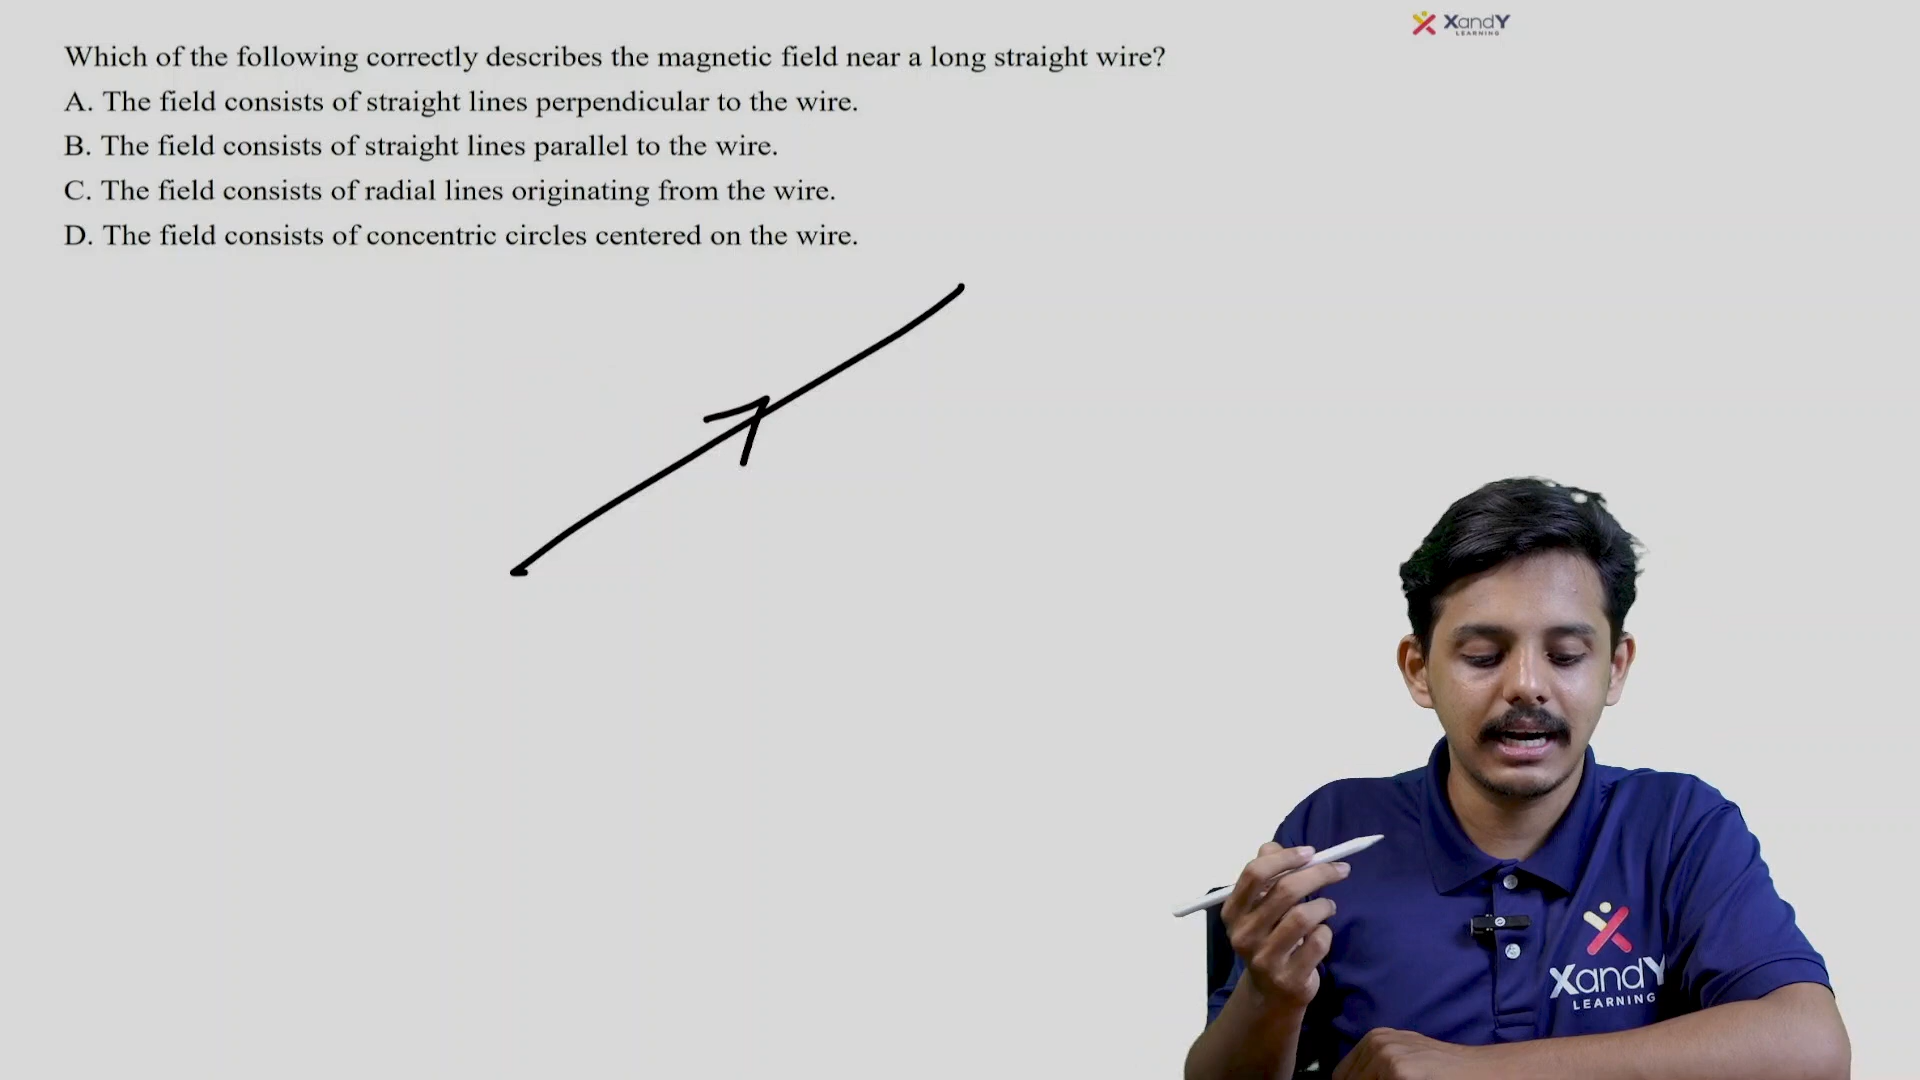 XandY
LEARNING
Which of the following correctly describes the magnetic field near a long straight wire?
A. The field consists of straight lines perpendicular to the wire.
B. The field consists of straight lines parallel to the wire.
C. The field consists of radial lines originating from the wire.
D. The field consists of concentric circles centered on the wire.
XandY
LEARNING